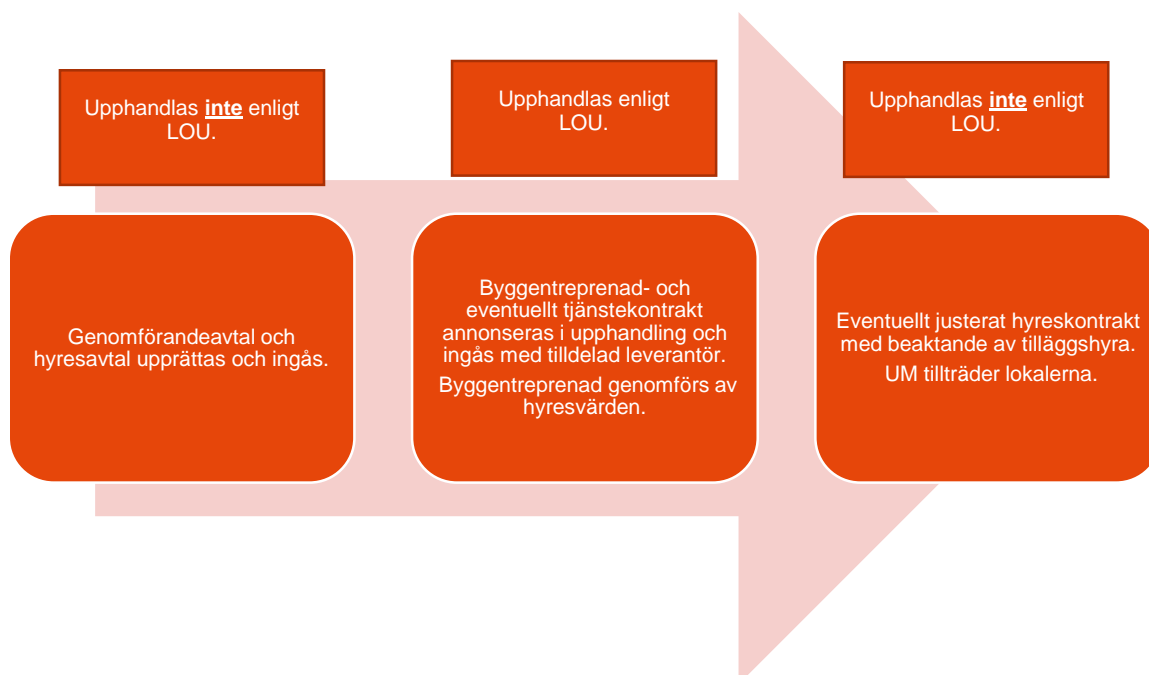 Upphandlas inte enligt
LOU.
Upphandlas enligt
LOU.
Upphandlas inte enligt
LOU.
Genomförandeavtal och
hyresavtal upprättas och ingås.
Byggentreprenad- och
eventuellt tjänstekontrakt
annonseras i upphandling och
ingås med tilldelad leverantör.
Byggentreprenad genomförs av
hyresvärden.
Eventuellt justerat hyreskontrakt
med beaktande av tilläggshyra.
UM tillträder lokalerna.